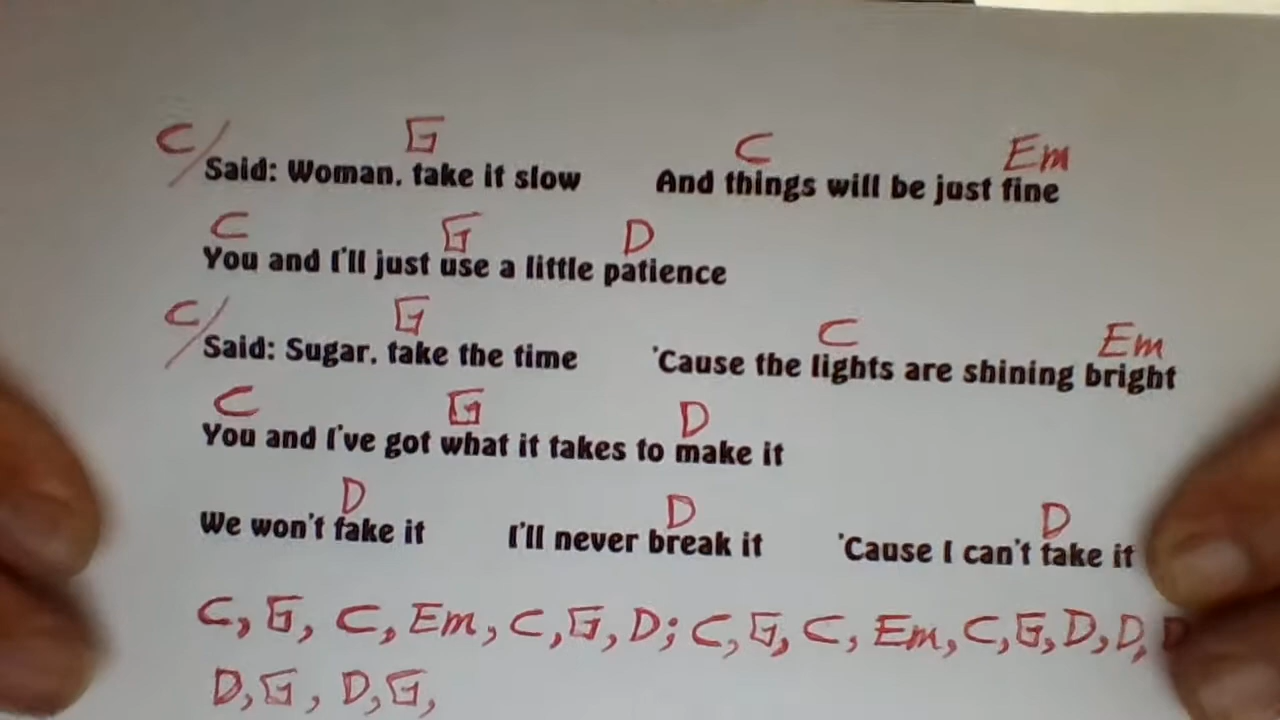 C/ G C Em
Said: Woman, take it slow And things will be just fine
C G D
You and I'll just use a little patience
C/ G C Em
Said: Sugar, take the time 'Cause the lights are shining bright
C G D
You and I've got what it takes to make it
D D D
We won't fake it I'll never break it 'Cause I can't take it
C, G, C, Em, C, G, D; C, G, C, Em, C, G, D, D, D
D, G, D, G,